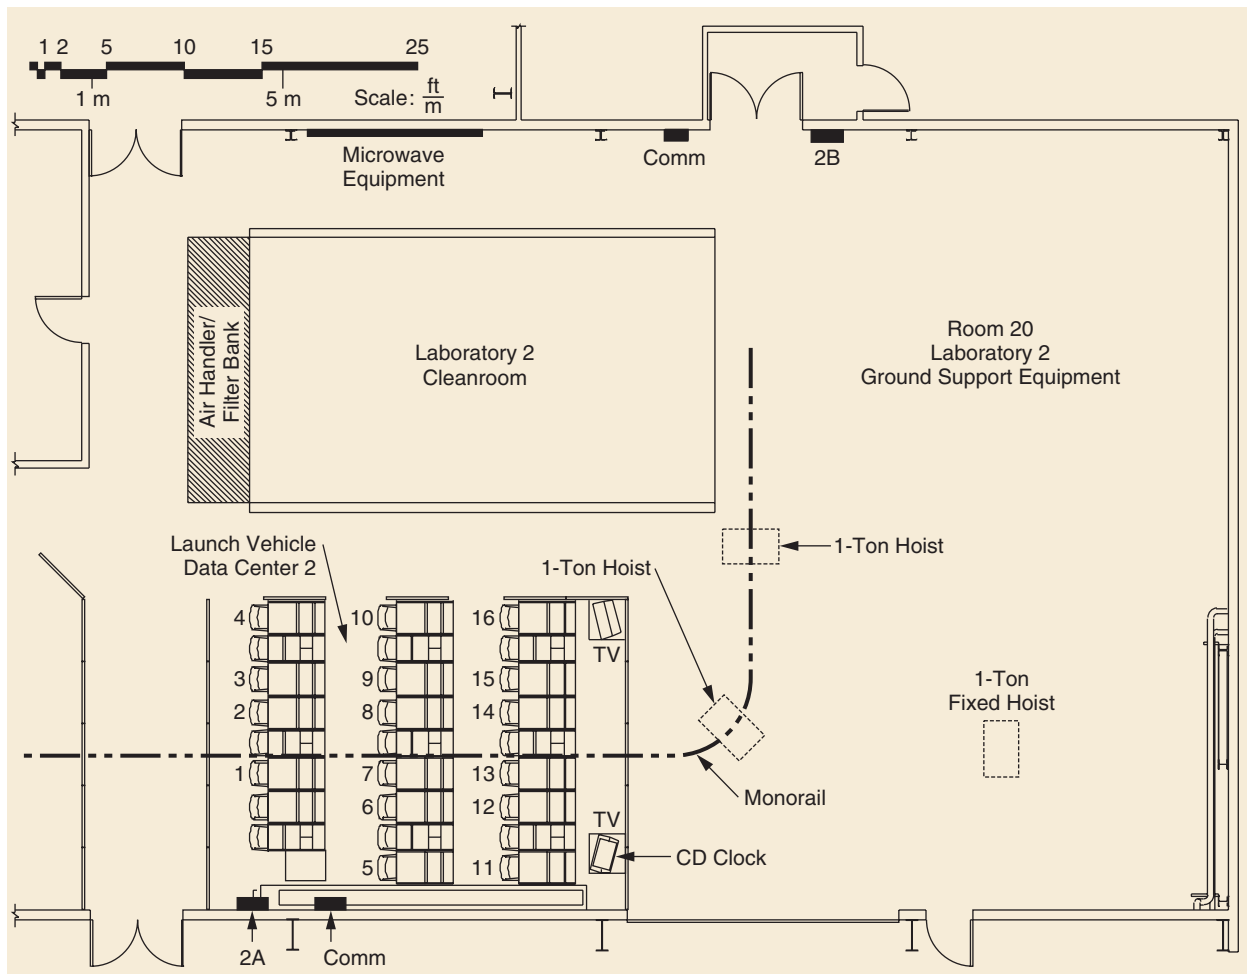 1 2 5 10 15 25
1 m 5 m Scale: ft/m
Microwave
Equipment
Comm
2B
Air Handler/
Filter Bank
Laboratory 2
Cleanroom
Room 20
Laboratory 2
Ground Support Equipment
Launch Vehicle
Data Center 2
1-Ton Hoist
1-Ton Hoist
4 10 16
TV
3 9 15
2 8 14
1-Ton
Fixed Hoist
1 7 13
Monorail
6 12
TV
CD Clock
5 11
2A
Comm